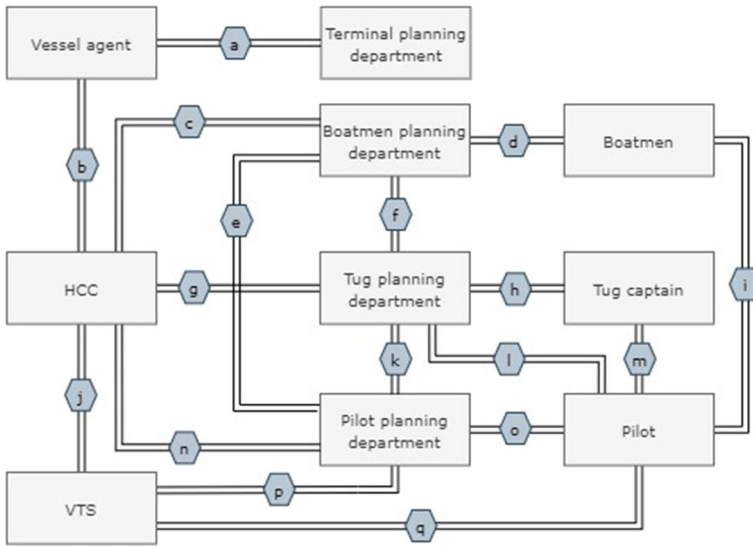 Vessel agent
a
Terminal planning
department
c
Boatmen planning
department
d
Boatmen
b
e
f
HCC
g
Tug planning
department
h
Tug captain
i
j
k
l
m
n
Pilot planning
department
o
Pilot
p
VTS
q